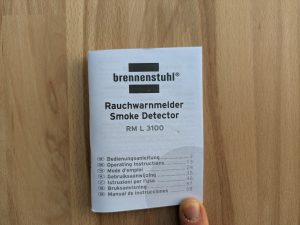 brennenstuhl®
Rauchwarnmelder
Smoke Detector
RM L 3100
Bedienungsanleitung
Operating Instructions
Mode d'emploi
Gebruiksaanwijzing
Istruzioni per l'uso
Bruksanvisning
Manual de instrucciones